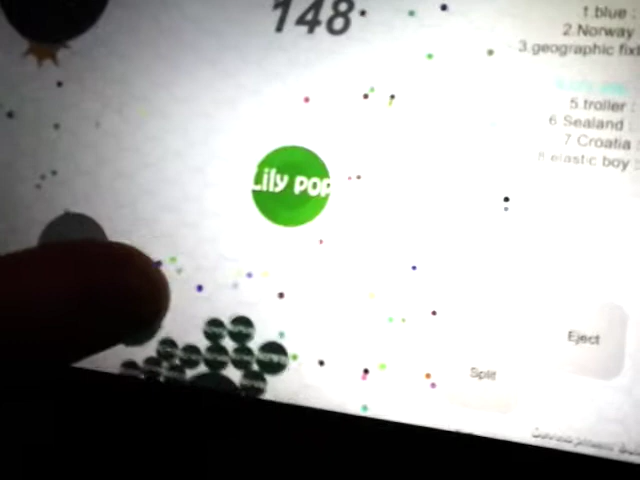 148
1.blue :
2.Norway
3.geographic fixt
5.troller :
6 Sealand
7 Croatia :
8.elastic boy :
Lily POP
Eject
Split